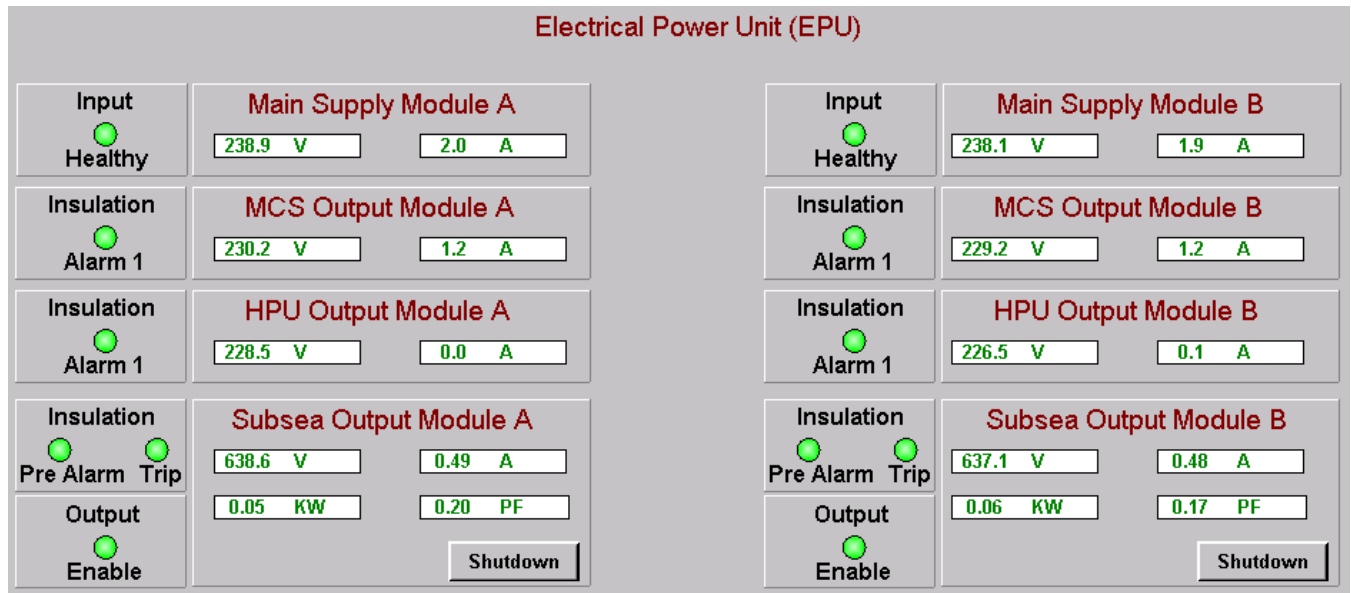 Electrical Power Unit (EPU)
Input
Healthy
Main Supply Module A
238.9 V 2.0 A
Insulation
Alarm 1
MCS Output Module A
230.2 V 1.2 A
Insulation
Alarm 1
HPU Output Module A
228.5 V 0.0 A
Insulation
Pre Alarm Trip
Output
Enable
Subsea Output Module A
638.6 V 0.49 A
0.05 KW 0.20 PF
Shutdown
Input
Healthy
Main Supply Module B
238.1 V 1.9 A
Insulation
Alarm 1
MCS Output Module B
229.2 V 1.2 A
Insulation
Alarm 1
HPU Output Module B
226.5 V 0.1 A
Insulation
Pre Alarm Trip
Output
Enable
Subsea Output Module B
637.1 V 0.48 A
0.06 KW 0.17 PF
Shutdown